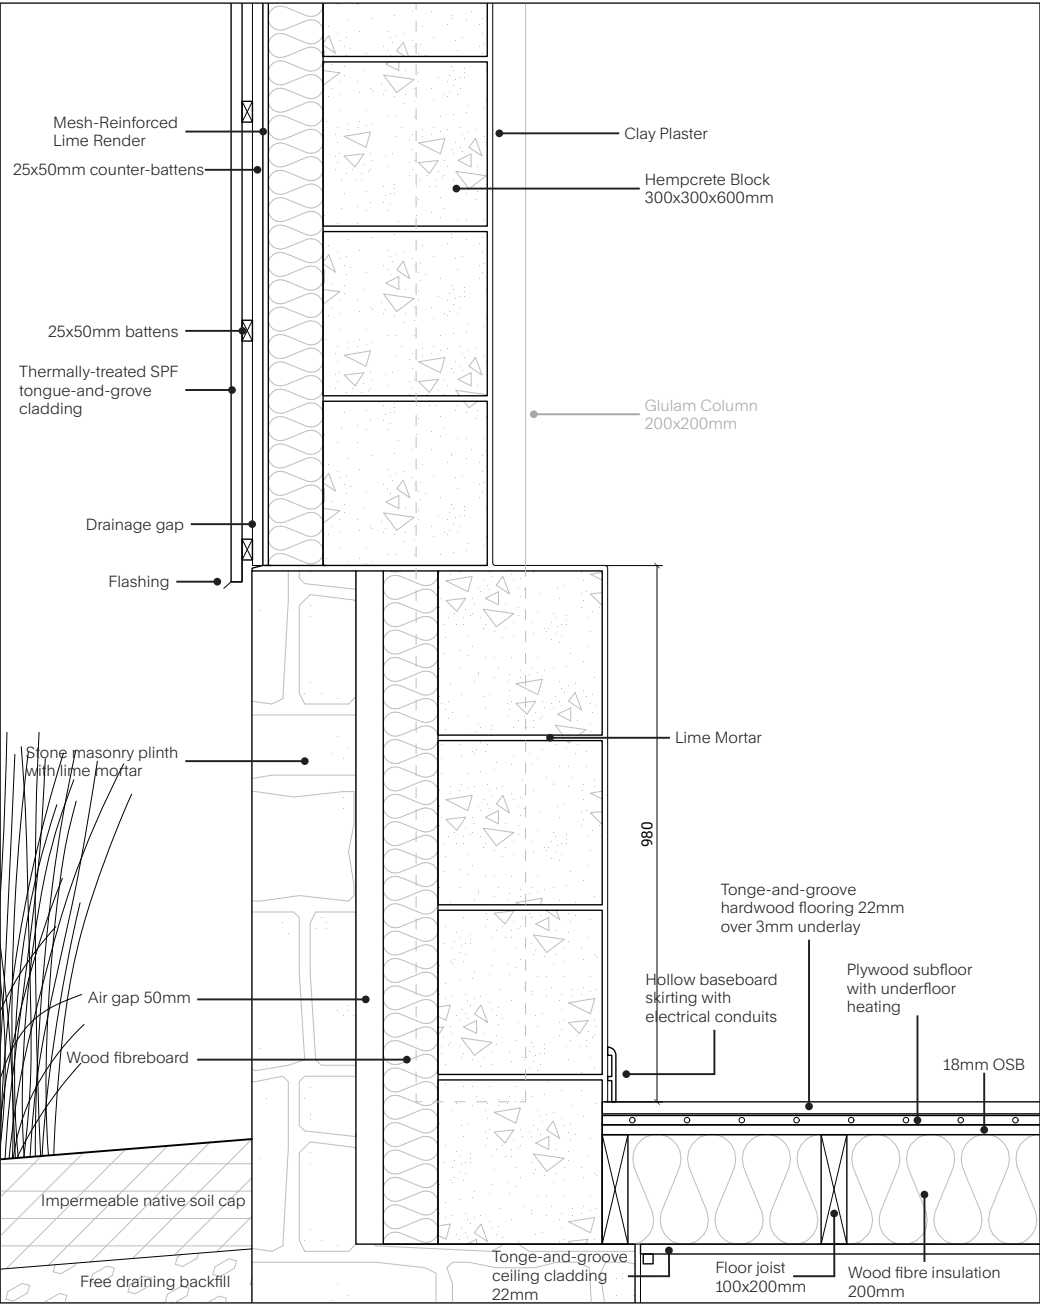 Mesh-Reinforced
Lime Render
25x50mm counter-battens
Clay Plaster
Hempcrete Block
300x300x600mm
25x50mm battens
Thermally-treated SPF
tongue-and-grove
cladding
Glulam Column
200x200mm
Drainage gap
Flashing
Stone masonry plinth
with lime mortar
Lime Mortar
980
Tonge-and-groove
hardwood flooring 22mm
over 3mm underlay
Hollow baseboard
skirting with
electrical conduits
Plywood subfloor
with underfloor
heating
Air gap 50mm
Wood fibreboard
18mm OSB
Impermeable native soil cap
Free draining backfill
Tonge-and-groove
ceiling cladding
22mm
Floor joist
100x200mm
Wood fibre insulation
200mm